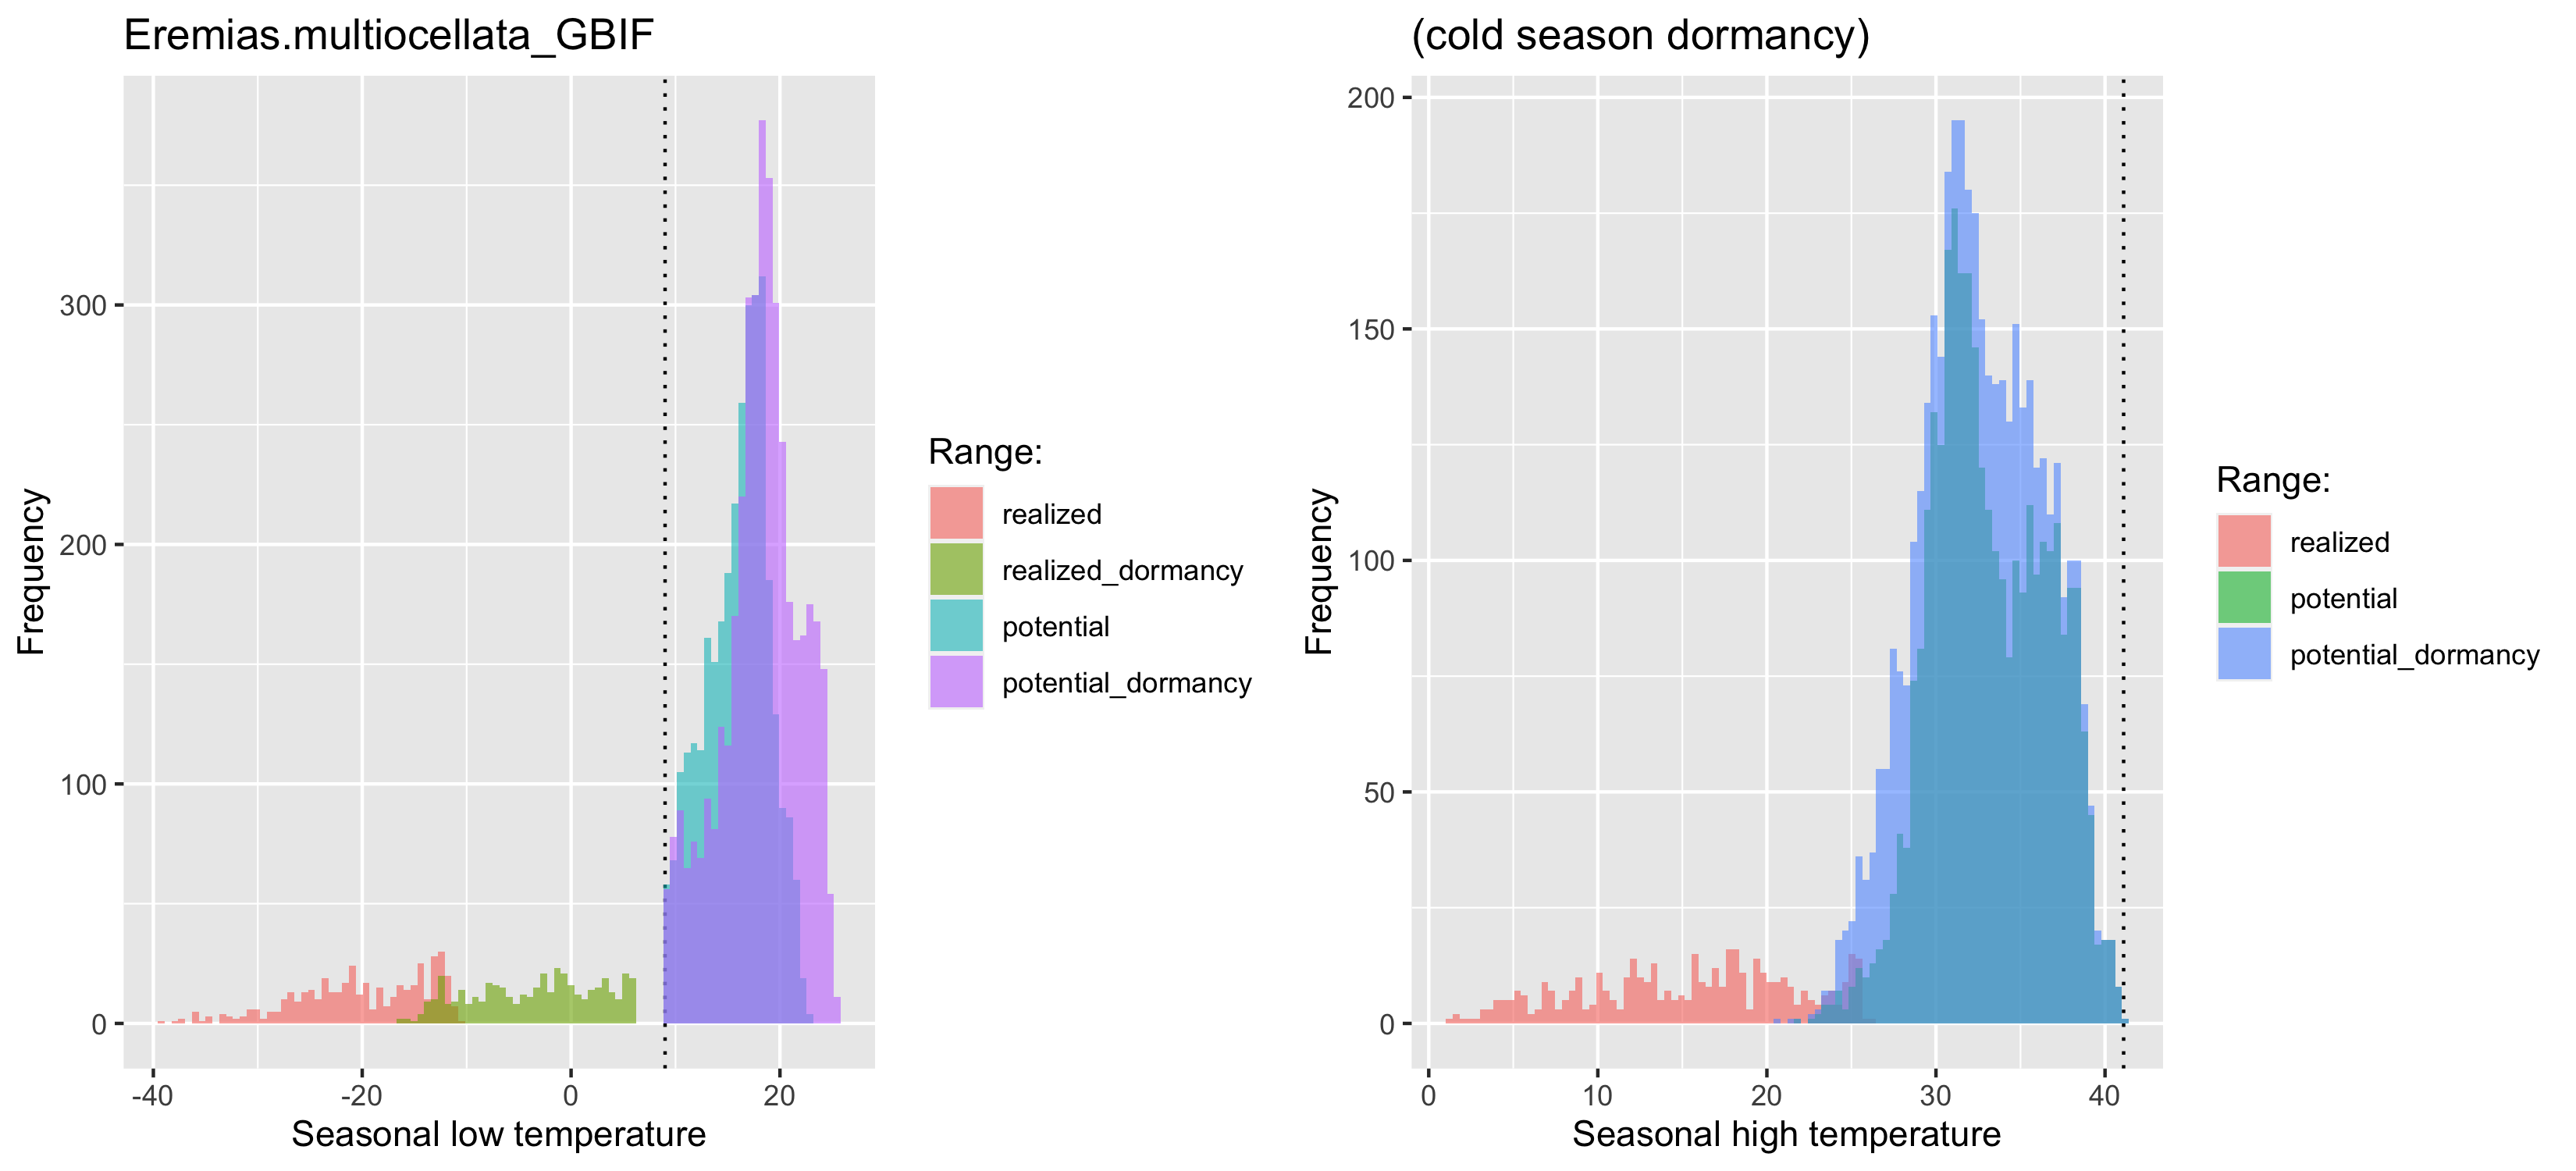 Eremias.multiocellata_GBIF
Frequency
300
200
100
0
-40 -20 0 20
Seasonal low temperature
Range:
realized
realized_dormancy
potential
potential_dormancy
(cold season dormancy)
Frequency
200
150
100
50
0
0 10 20 30 40
Seasonal high temperature
Range:
realized
potential
potential_dormancy